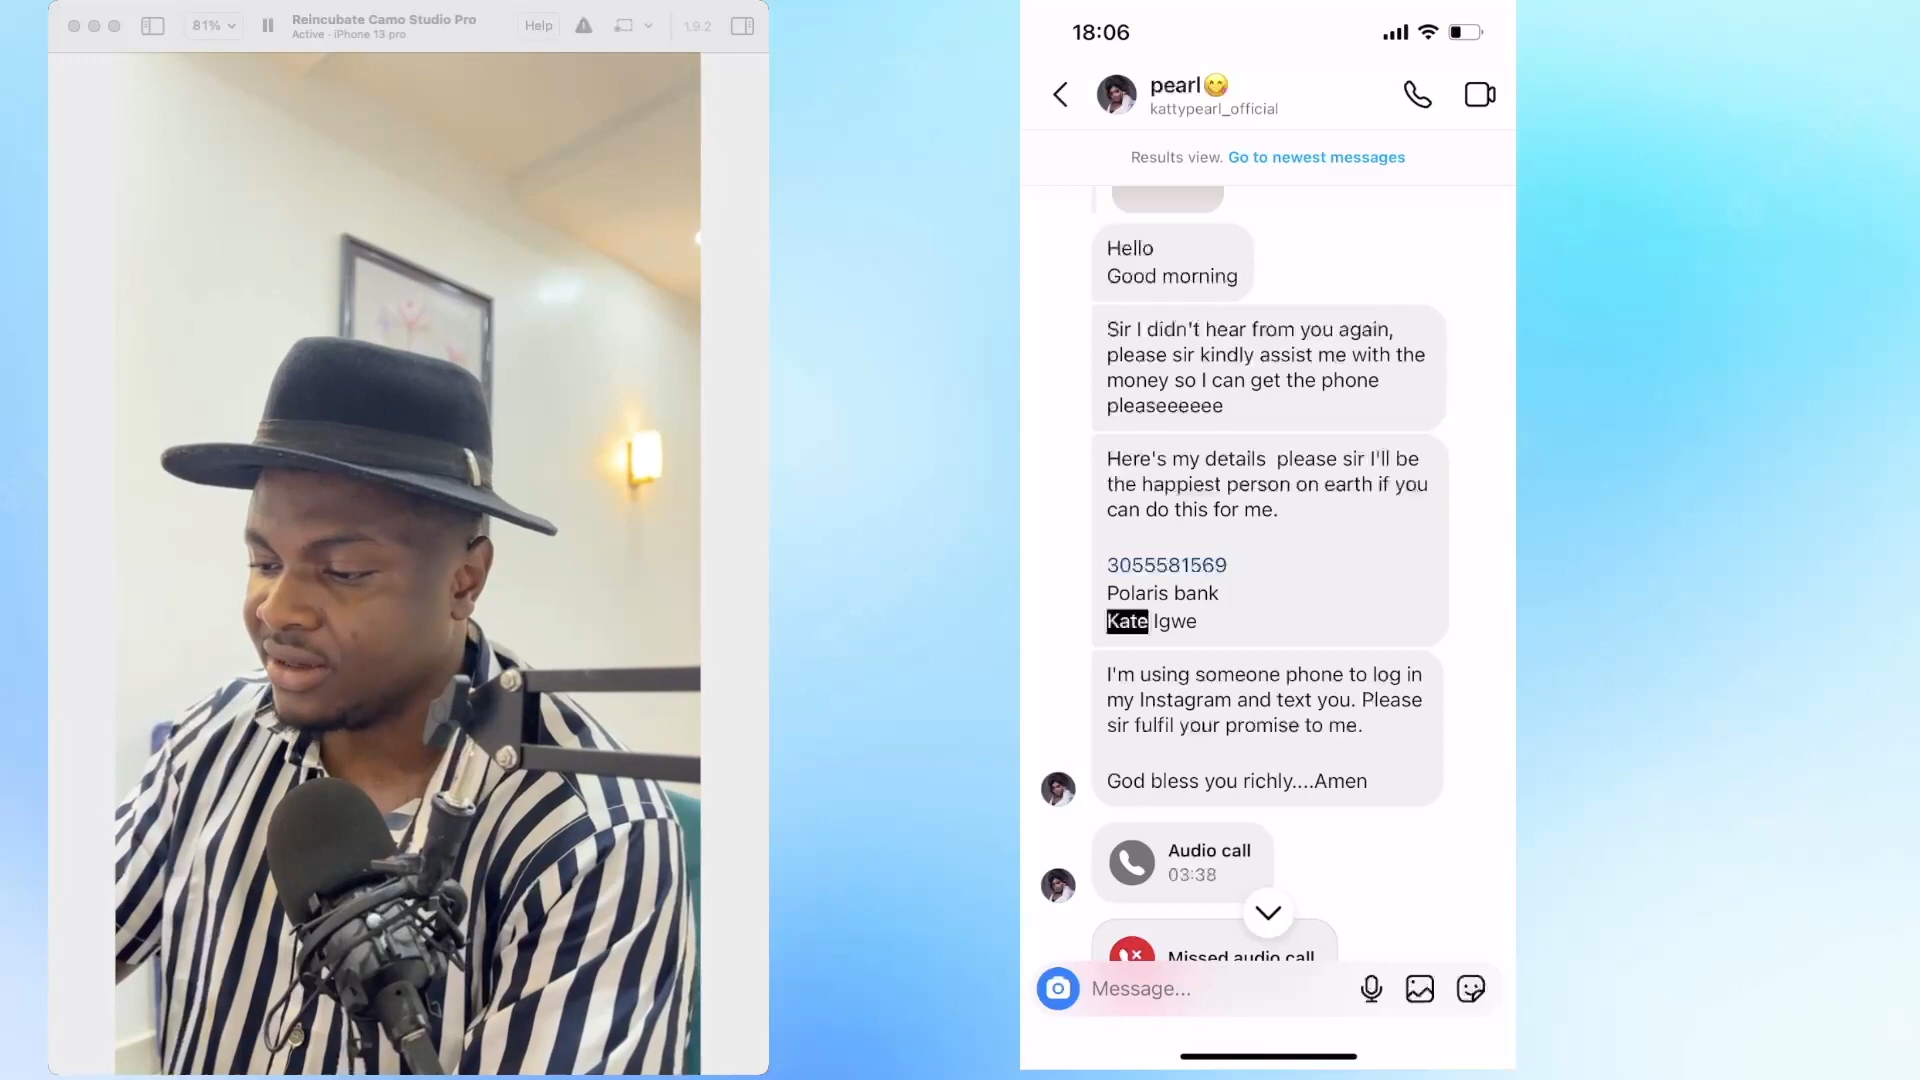 81%
Reincubate Camo Studio Pro
Active - iPhone 13 pro
Help
1.9.2
18:06
pearl😋
kattypearl_official
Results view. Go to newest messages
Hello
Good morning
Sir I didn't hear from you again,
please sir kindly assist me with the
money so I can get the phone
pleaseeeeee
Here's my details  please sir I'll be
the happiest person on earth if you
can do this for me.
3055581569
Polaris bank
Kate Igwe
I'm using someone phone to log in
my Instagram and text you. Please
sir fulfil your promise to me.
God bless you richly....Amen
Audio call
03:38
Missed audio call
Message...